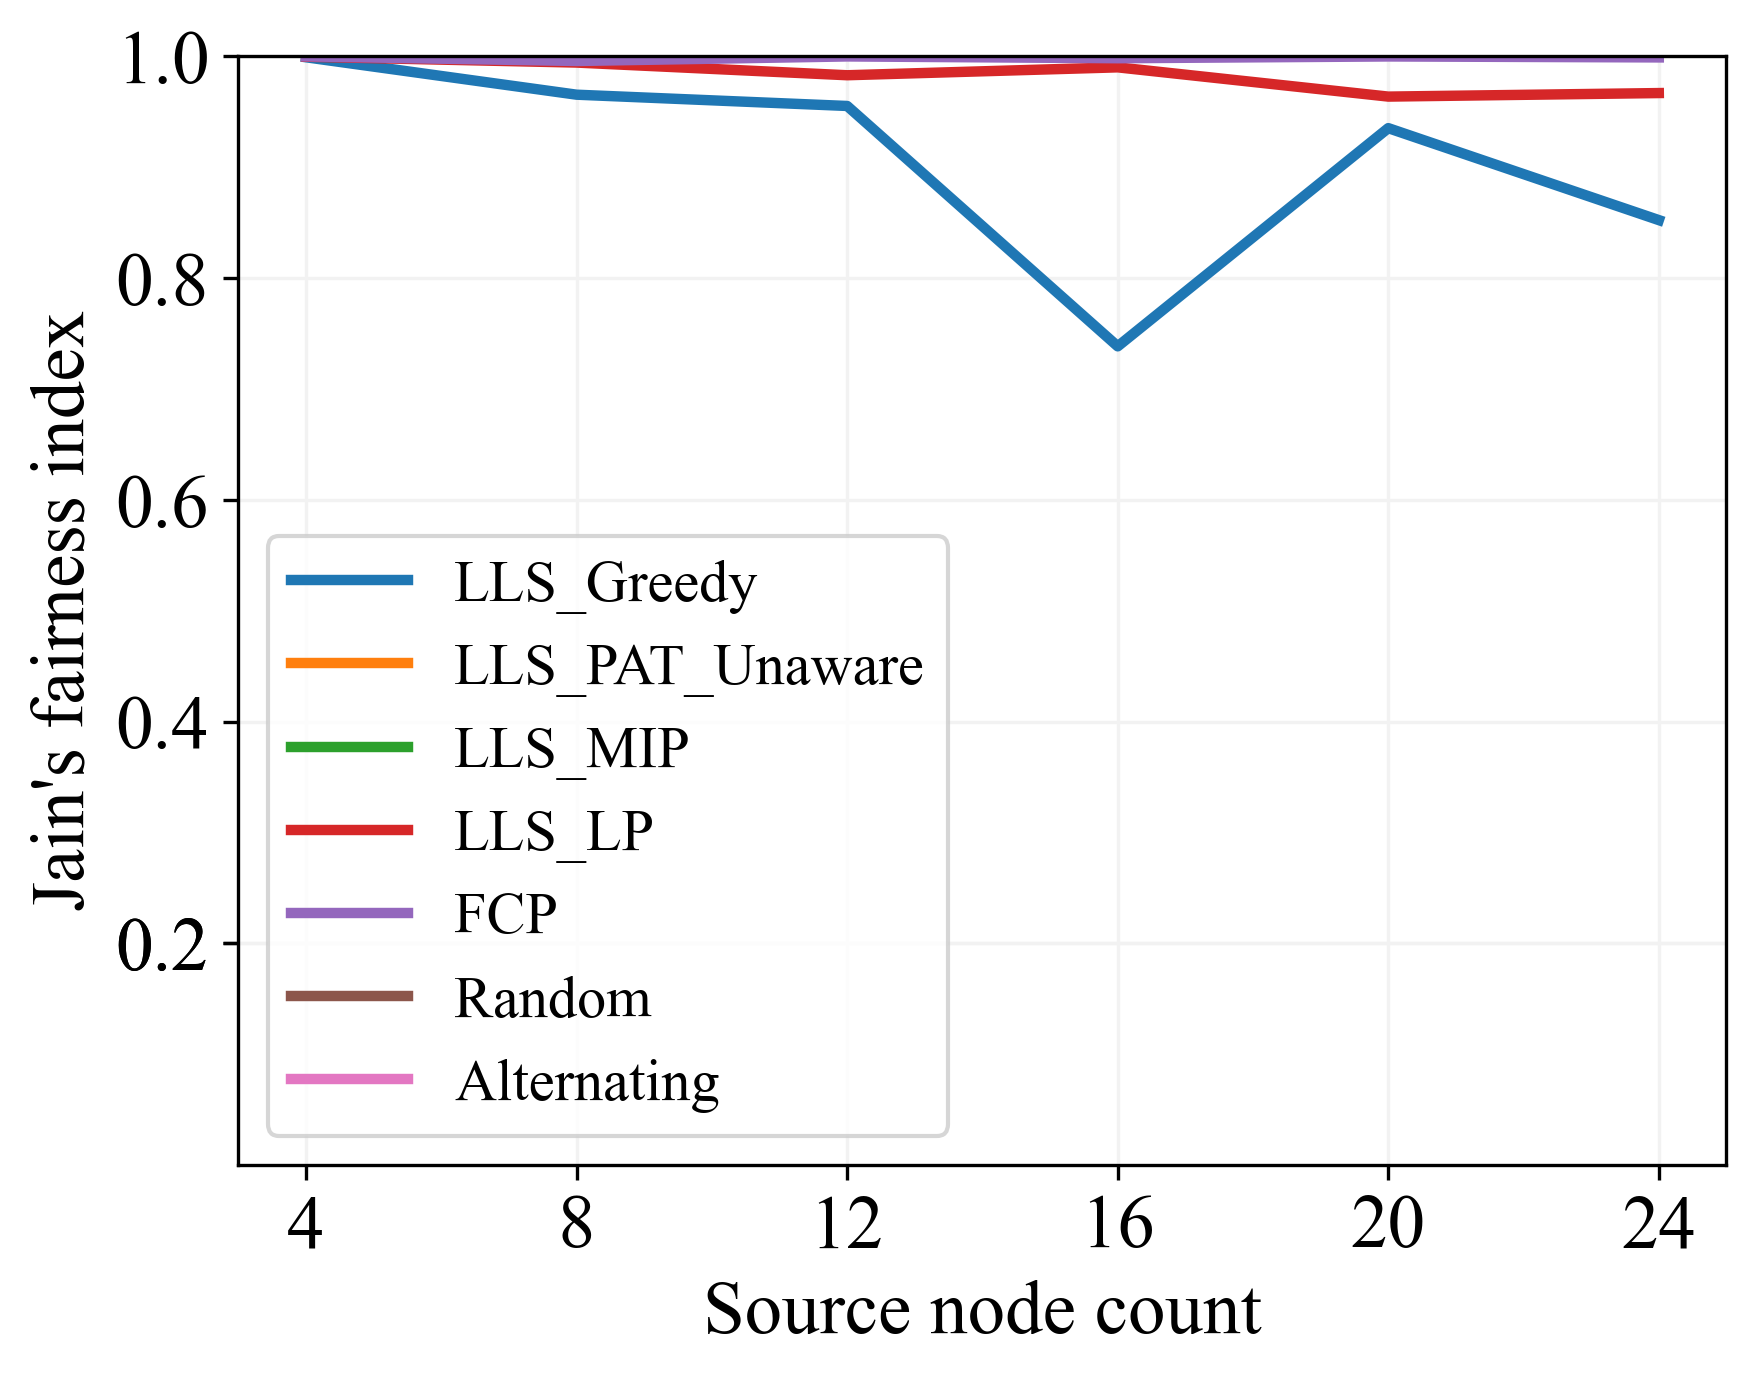 1.0
0.8
0.6
0.4
0.2
Jain's fairness index
LLS_Greedy
LLS_PAT_Unaware
LLS_MIP
LLS_LP
FCP
Random
Alternating
4 8 12 16 20 24
Source node count